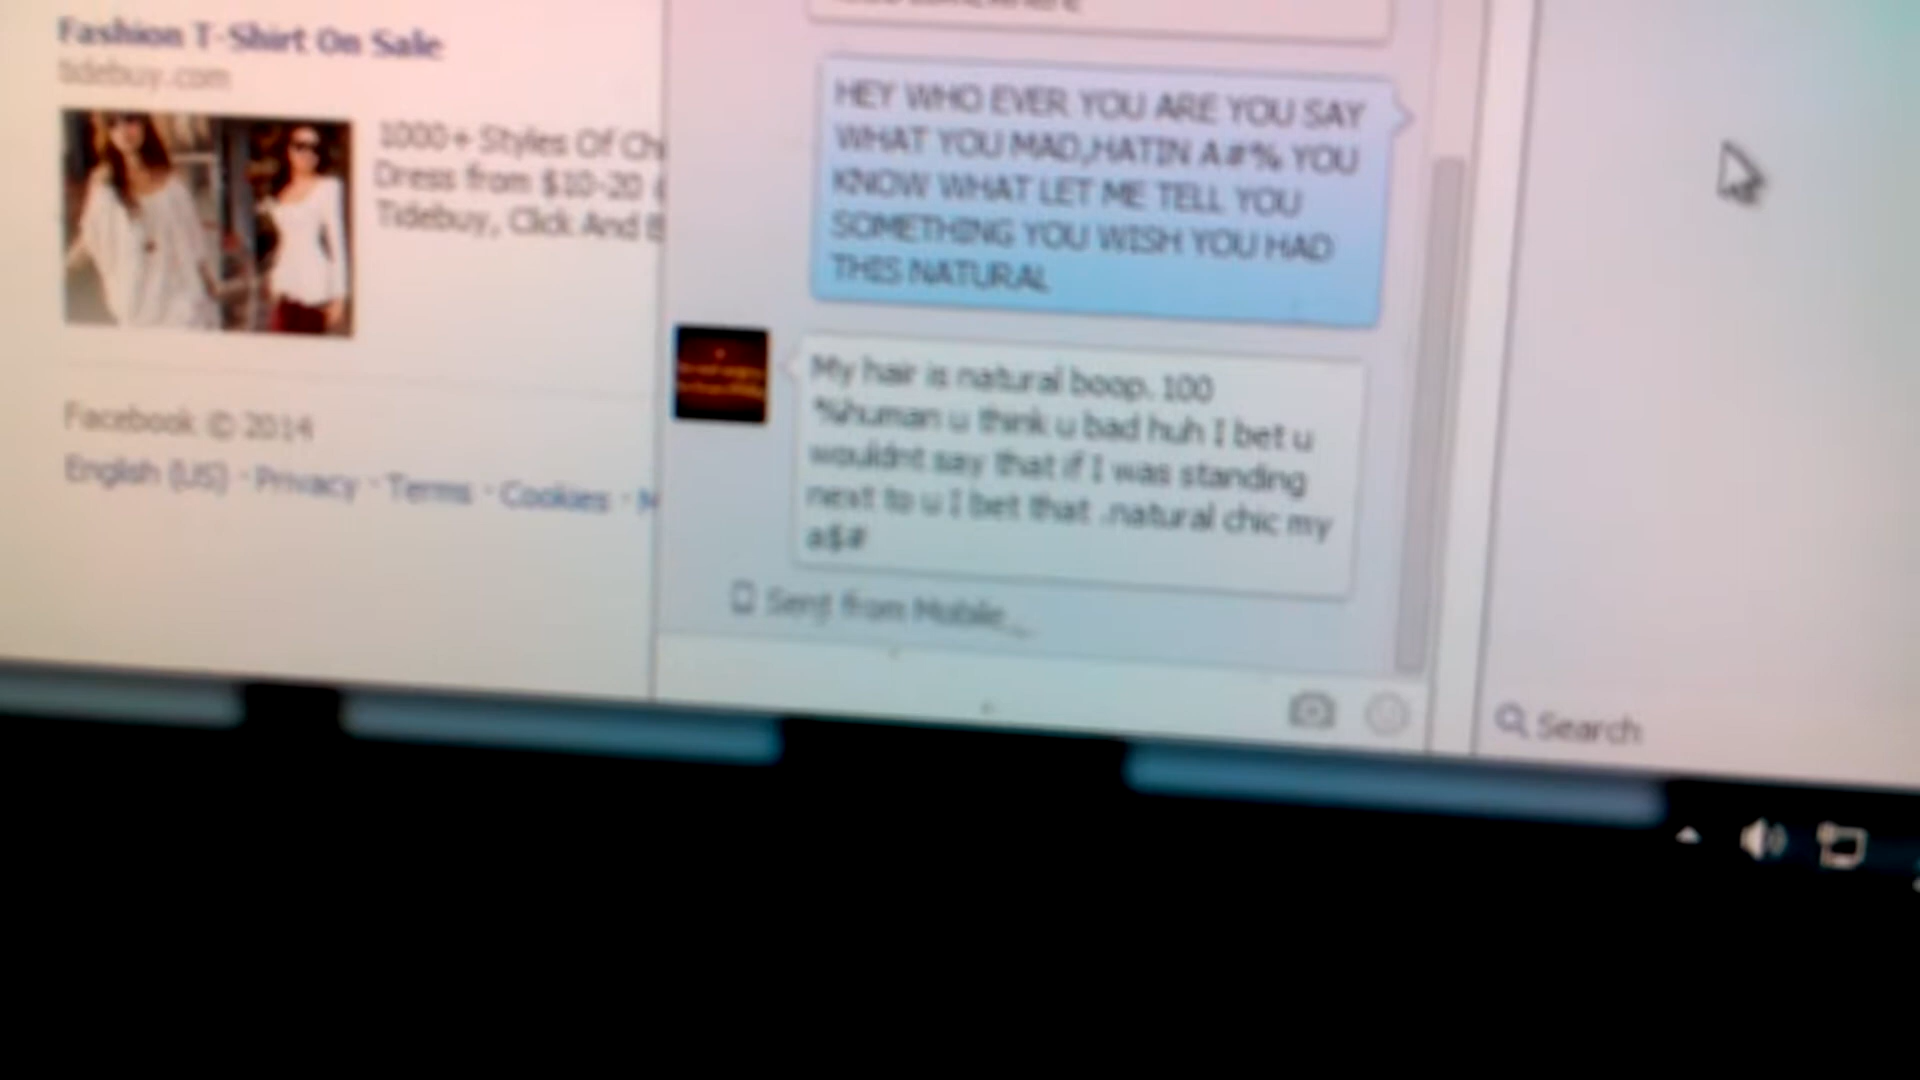 Fashion T-Shirt On Sale
tidebuy.com
1000+ Styles Of Ch
Dress from $10-20
Tidebuy, Click And B
Facebook © 2014
English (US) · Privacy · Terms · Cookies · M
HEY WHO EVER YOU ARE YOU SAY
WHAT YOU MAD,HATIN A#% YOU
KNOW WHAT LET ME TELL YOU
SOMETHING YOU WISH YOU HAD
THIS NATURAL
My hair is natural boop. 100
%human u think u bad huh I bet u
wouldnt say that if I was standing
next to u I bet that .natural chic my
a$#
Sent from Mobile
Search